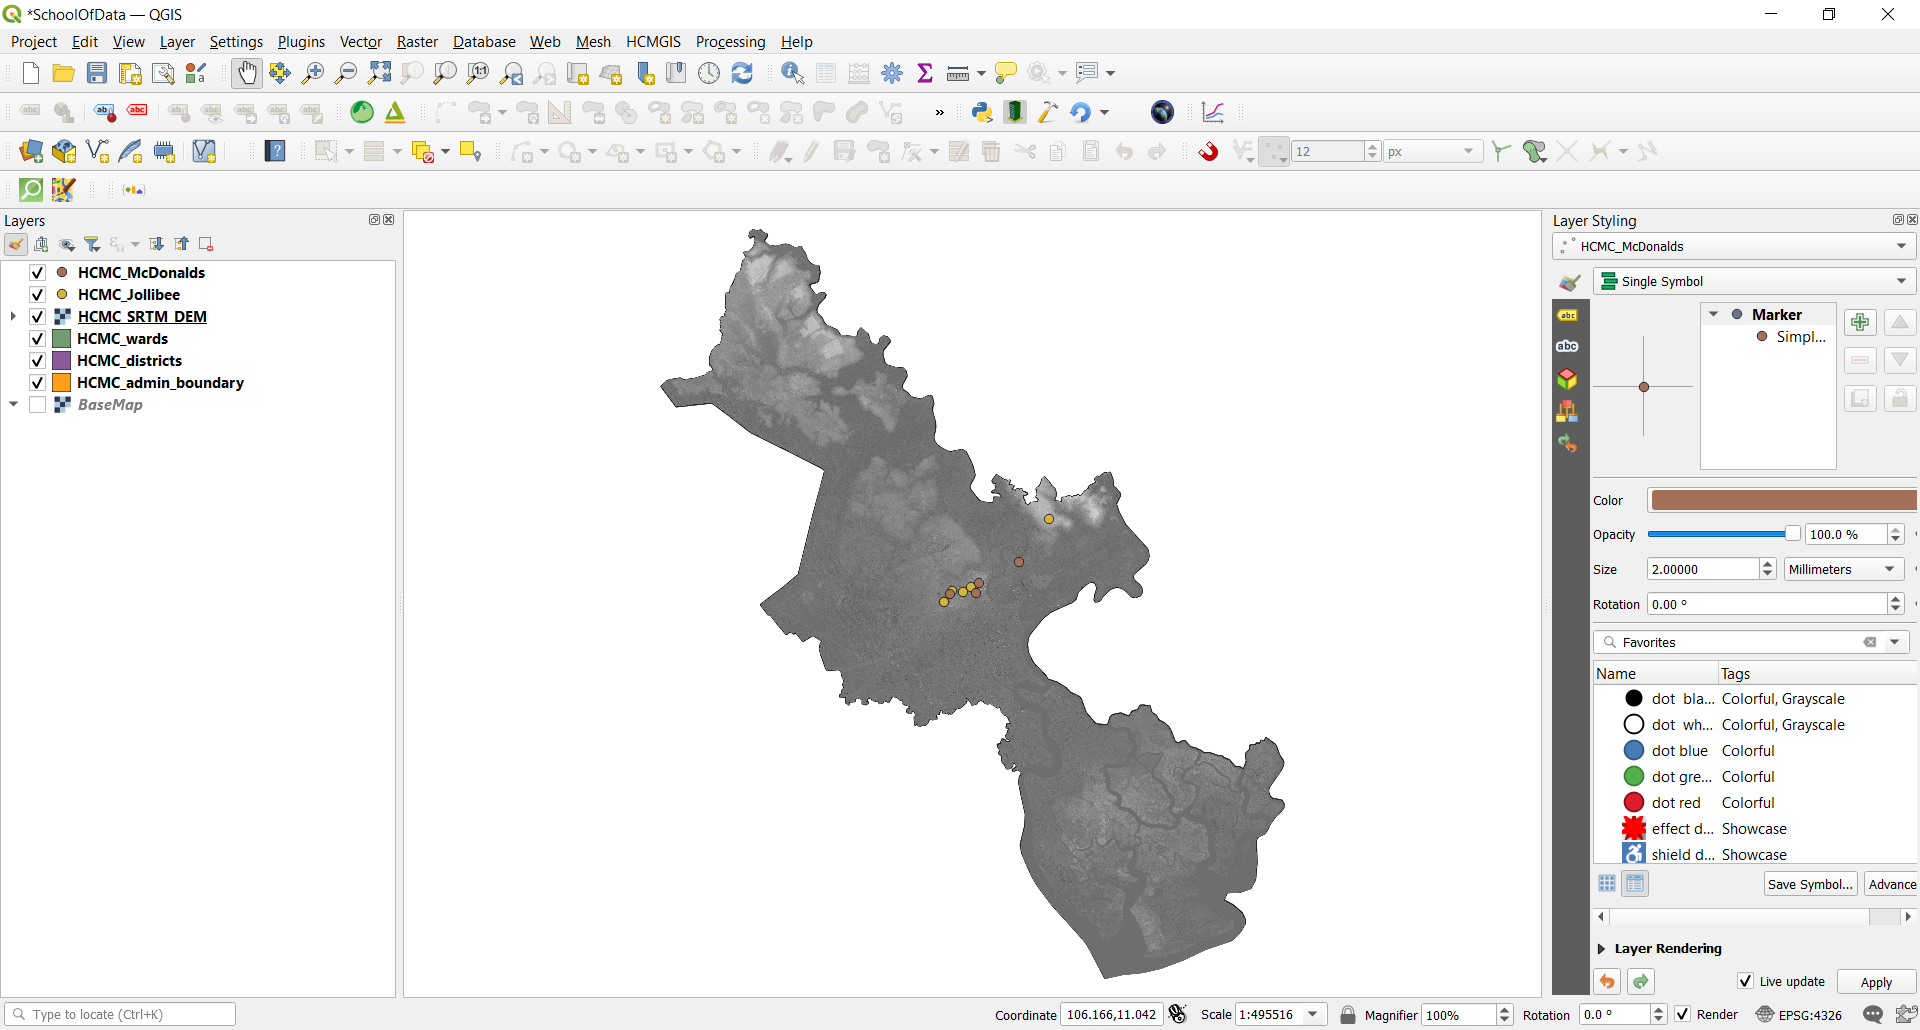 *SchoolOfData — QGIS
Project Edit View Layer Settings Plugins Vector Raster Database Web Mesh HCMGIS Processing Help
12 px
Layers
HCMC_McDonalds
HCMC_Jollibee
HCMC_SRTM_DEM
HCMC_wards
HCMC_districts
HCMC_admin_boundary
BaseMap
Layer Styling
HCMC_McDonalds
Single Symbol
Marker
Simpl...
Color
Opacity 100.0 %
Size 2.00000 Millimeters
Rotation 0.00 °
Favorites
Name Tags
dot bla... Colorful, Grayscale
dot wh... Colorful, Grayscale
dot blue Colorful
dot gre... Colorful
dot red Colorful
effect d... Showcase
shield d... Showcase
Save Symbol... Advance
Layer Rendering
Live update Apply
Type to locate (Ctrl+K) Coordinate 106.166,11.042 Scale 1:495516 Magnifier 100% Rotation 0.0 ° Render EPSG:4326